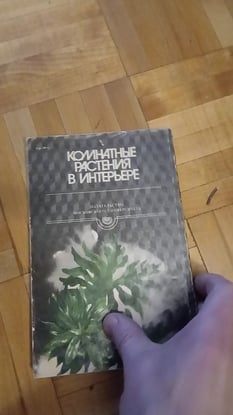 КОМНАТНЫЕ
РАСТЕНИЯ
В ИНТЕРЬЕРЕ
ИЗДАТЕЛЬСТВО
МОСКОВСКОГО УНИВЕРСИТЕТА